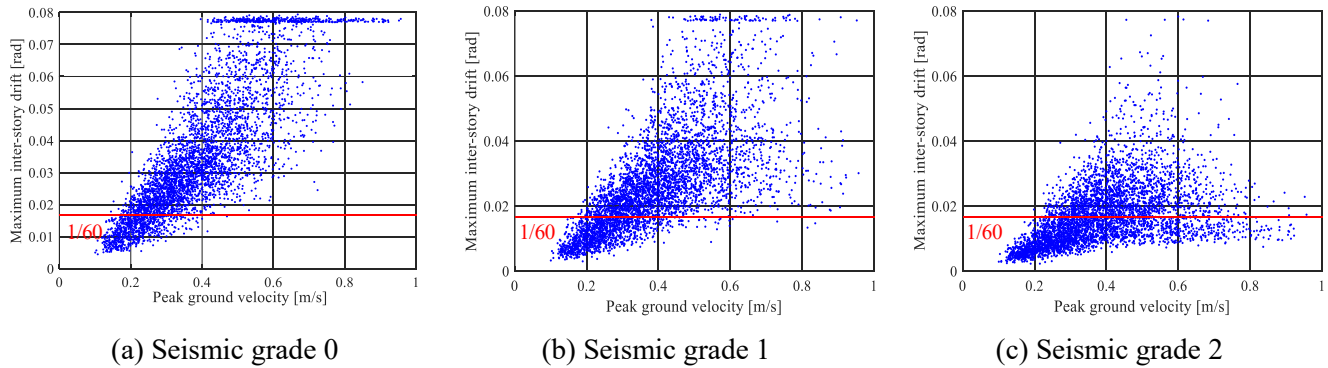 Maximum inter-story drift [rad]
0.08
0.07
0.06
0.05
0.04
0.03
0.02
0.01
0
1/60
0 0.2 0.4 0.6 0.8 1
Peak ground velocity [m/s]
(a) Seismic grade 0
Maximum inter-story drift [rad]
0.08
0.06
0.04
0.02
0
1/60
0 0.2 0.4 0.6 0.8 1
Peak ground velocity [m/s]
(b) Seismic grade 1
Maximum inter-story drift [rad]
0.08
0.06
0.04
0.02
0
1/60
0 0.2 0.4 0.6 0.8 1
Peak ground velocity [m/s]
(c) Seismic grade 2